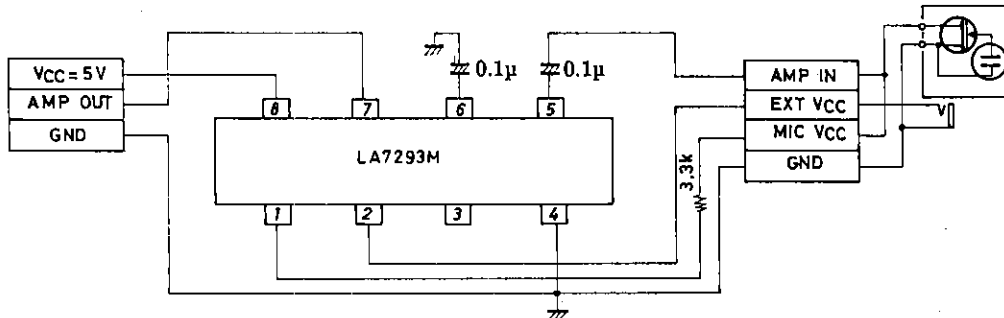 VCC = 5V
AMP OUT
GND
0.1μ
0.1μ
8
7
6
5
LA7293M
1
2
3
4
3.3k
AMP IN
EXT VCC
MIC VCC
GND